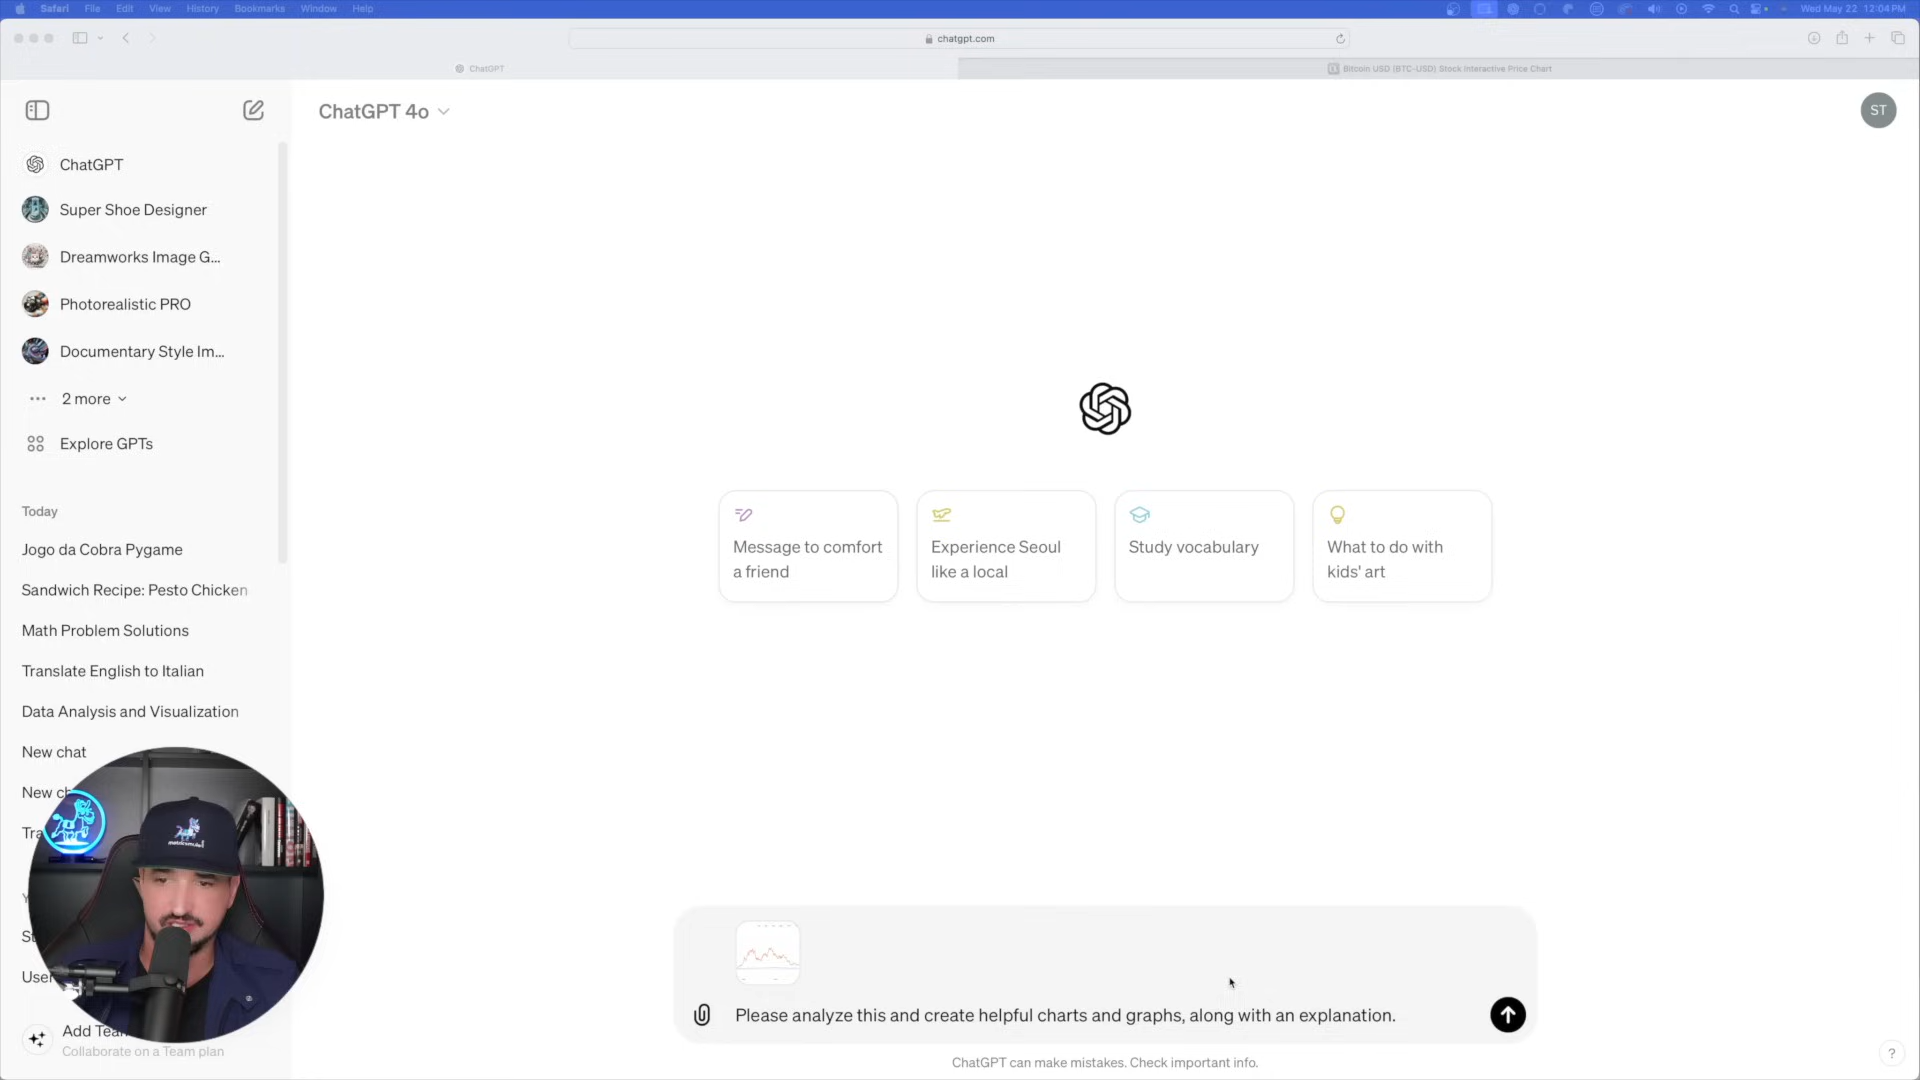 Safari File Edit View History Bookmarks Window Help
Wed May 22 12:04 PM
chatgpt.com
ChatGPT
Bitcoin USD (BTC-USD) Stock Interactive Price Chart
ChatGPT 4o
ST
ChatGPT
Super Shoe Designer
Dreamworks Image G...
Photorealistic PRO
Documentary Style Im...
2 more
Explore GPTs
Today
Jogo da Cobra Pygame
Sandwich Recipe: Pesto Chicken
Math Problem Solutions
Translate English to Italian
Data Analysis and Visualization
New chat
New
User
Add
Collaborate on a Team plan
Message to comfort
a friend
Experience Seoul
like a local
Study vocabulary
What to do with
kids' art
Please analyze this and create helpful charts and graphs, along with an explanation.
ChatGPT can make mistakes. Check important info.
?